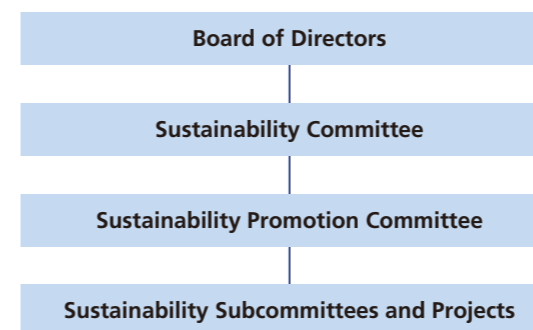 Board of Directors
Sustainability Committee
Sustainability Promotion Committee
Sustainability Subcommittees and Projects